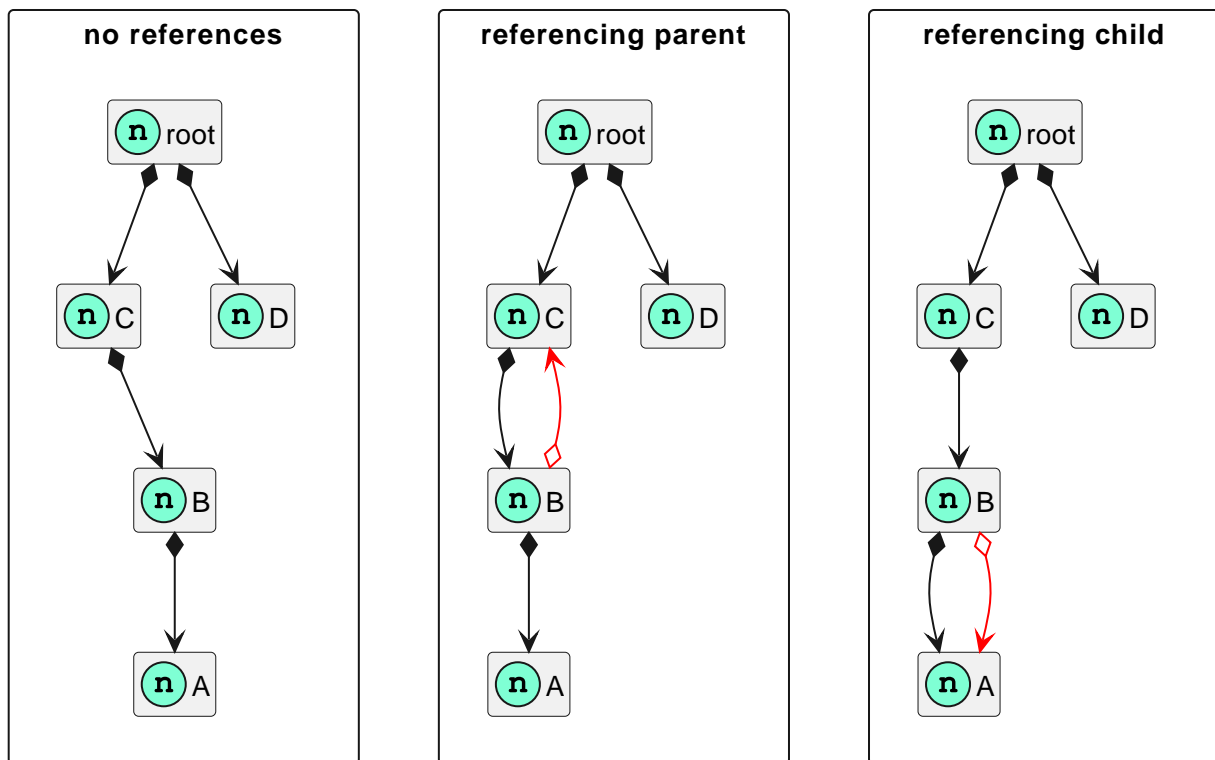 no references
n root
n C
n D
n B
n A
referencing parent
n root
n C
n D
n B
n A
referencing child
n root
n C
n D
n B
n A